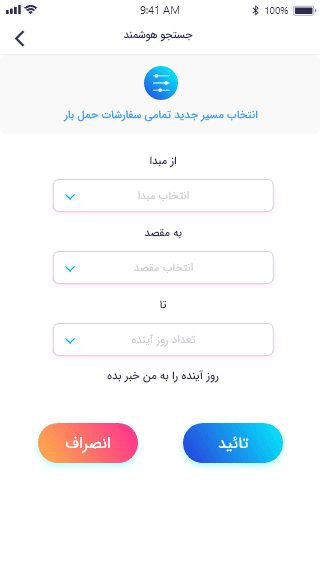 9:41 AM
100%
جستجو هوشمند
انتخاب مسیر جدید تمامی سفارشات حمل بار
از مبدا
انتخاب مبدا
به مقصد
انتخاب مقصد
تا
تعداد روز آینده
روز آینده را به من خبر بده
تائید
انصراف